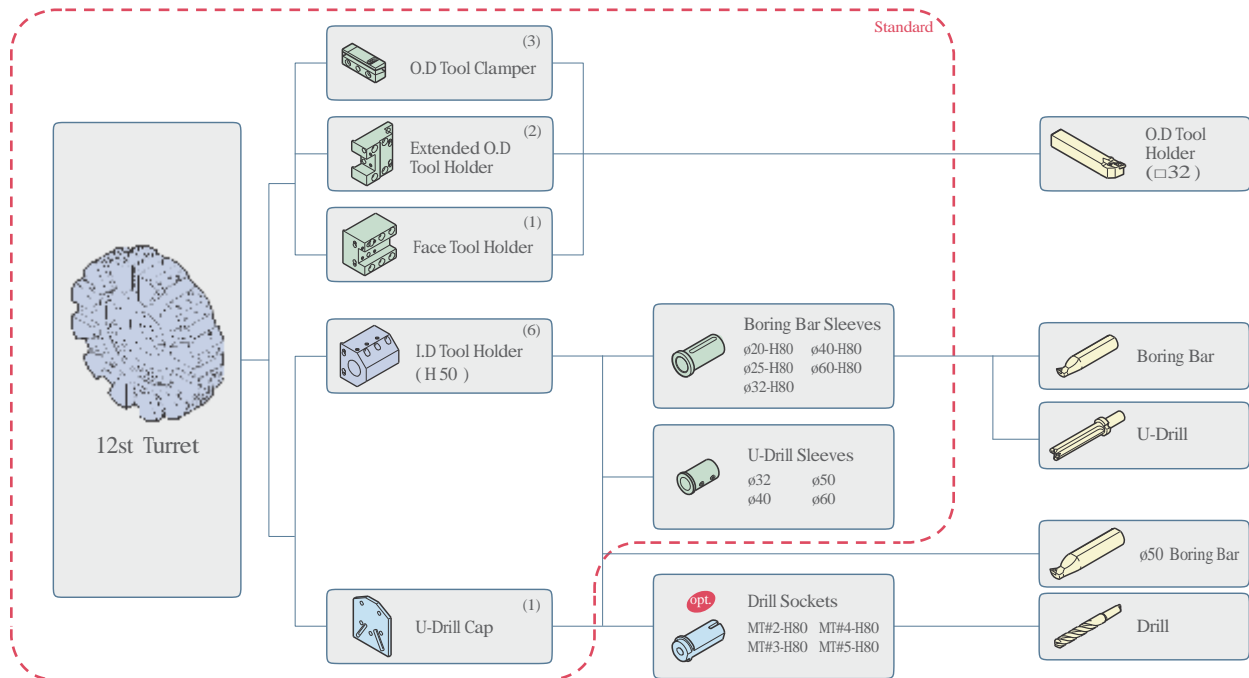 Standard
12st Turret
(3)
O.D Tool Clamper
(2)
Extended O.D
Tool Holder
(1)
Face Tool Holder
O.D Tool
Holder
(□32)
(6)
I.D Tool Holder
(H50)
Boring Bar Sleeves
ø20-H80 ø40-H80
ø25-H80 ø60-H80
ø32-H80
Boring Bar
U-Drill
U-Drill Sleeves
ø32 ø50
ø40 ø60
ø50 Boring Bar
(1)
U-Drill Cap
opt.
Drill Sockets
MT#2-H80 MT#4-H80
MT#3-H80 MT#5-H80
Drill